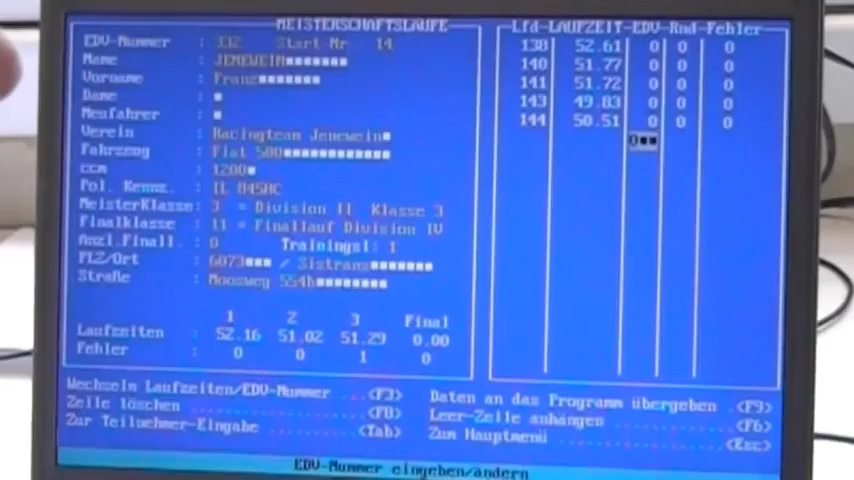 MEISTERSCHAFTSLÄUFE
EDV-Nummer : 332 Start Nr 14
Name : JENEWEIN
Vorname : Franz
Dame :
Neufahrer :
Verein : Racingteam Jenewein
Fahrzeug : Fiat 500
ccm : 1200
Pol. Kennz. : IL 845HC
MeisterKlasse: 3 = Division II Klasse 3
Finalklasse : 11 = Finallauf Division IV
Anzl.Finall. : 0 Trainingsl: 1
PLZ/Ort : 6073 / Sistrans
Straße : Moosweg 554b
1 2 3 Final
Laufzeiten : 52.16 51.02 51.29 0.00
Fehler : 0 0 1 0
Lfd-LAUFZEIT-EDV-Rnd-Fehler
138 52.61 0 0 0
140 51.77 0 0 0
141 51.72 0 0 0
143 49.83 0 0 0
144 50.51 0 0 0
0
Wechseln Laufzeiten/EDV-Nummer ...<F3>
Zeile löschen ....................<F8>
Zur Teilnehmer-Eingabe ..........<Tab>
Daten an das Programm übergeben .<F9>
Leer-Zeile anhängen .............<F6>
Zum Hauptmenü ..................<Esc>
EDV-Nummer eingeben/ändern